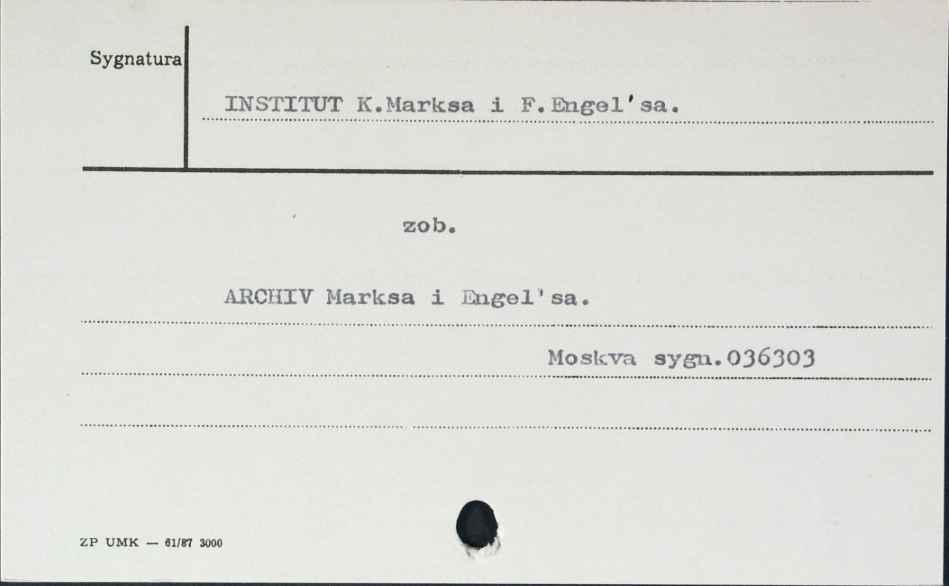 Sygnatura
INSTITUT K.Marksa i F.Engel'sa.
zob.
ARCHIV Marksa i Engel'sa.
Moskva sygn.036303
ZP UMK — 61/87 3000